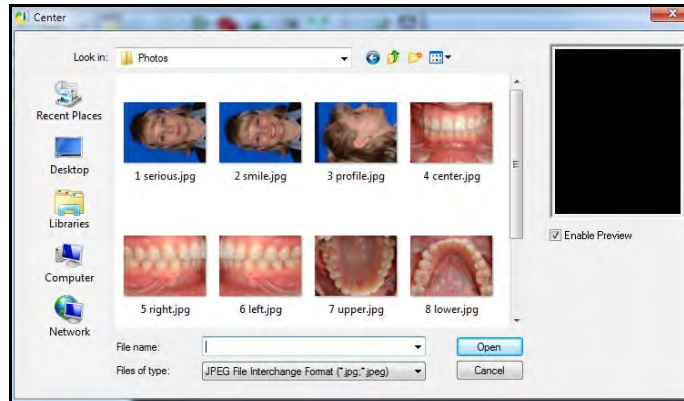 Center
Look in:
Photos
Recent Places
Desktop
Libraries
Computer
Network
1 serious.jpg
2 smile.jpg
3 profile.jpg
4 center.jpg
5 right.jpg
6 left.jpg
7 upper.jpg
8 lower.jpg
Enable Preview
File name:
Open
Files of type:
JPEG File Interchange Format (*.jpg;*.jpeg)
Cancel